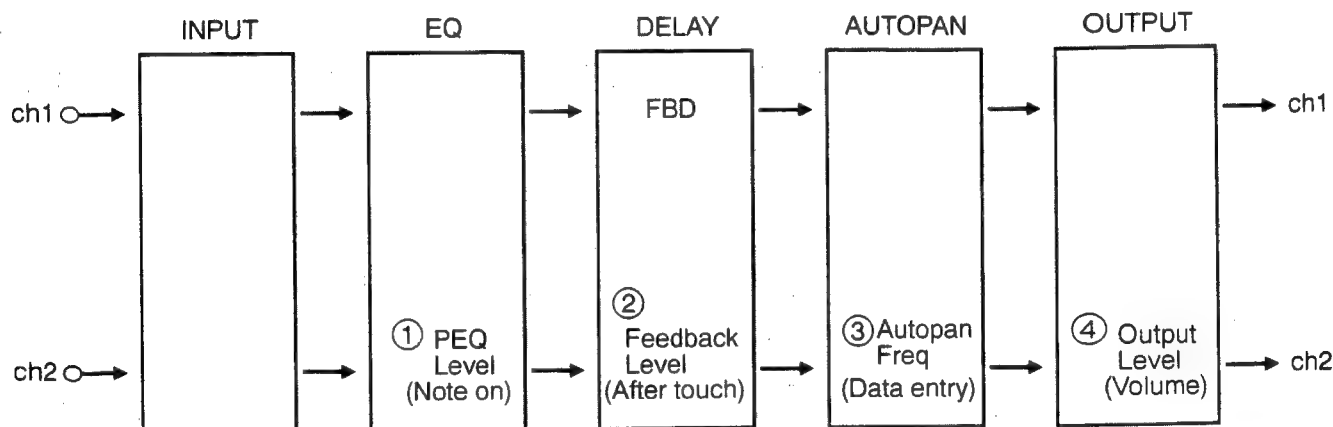 INPUT EQ DELAY AUTOPAN OUTPUT
ch1 FBD ch1
① PEQ
Level
(Note on)
② 
Feedback
Level
(After touch)
③ Autopan
Freq
(Data entry)
④ Output
Level
(Volume)
ch2 ch2